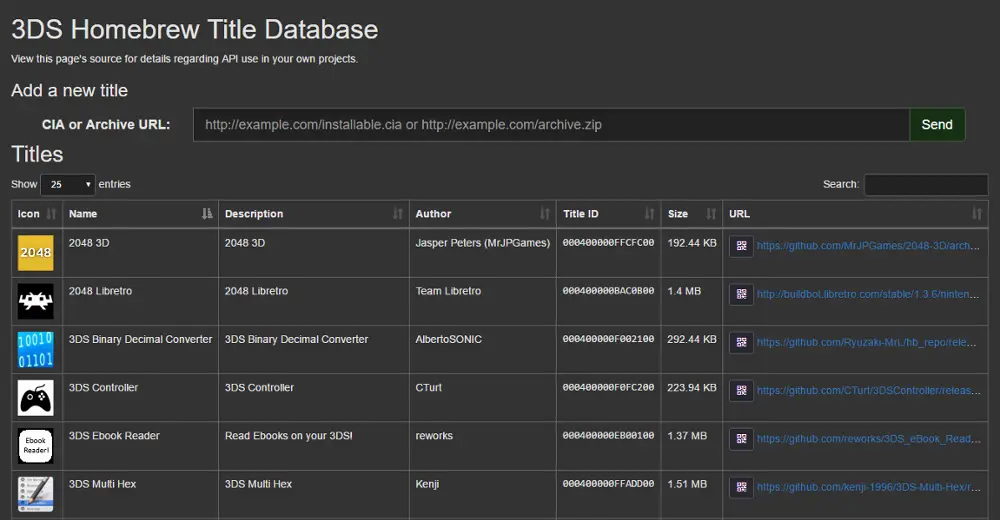 3DS Homebrew Title Database
View this page's source for details regarding API use in your own projects.
Add a new title
CIA or Archive URL: http://example.com/installable.cia or http://example.com/archive.zip Send
Titles
Show 25 entries Search:
Icon Name Description Author Title ID Size URL
2048 2048 3D 2048 3D Jasper Peters (MrJPGames) 000400000FFCFC00 192.44 KB https://github.com/MrJPGames/2048-3D/arch...
2048 Libretro 2048 Libretro Team Libretro 000400000BAC0B00 1.4 MB http://buildbot.libretro.com/stable/1.3.6/ninten...
10010 01101 3DS Binary Decimal Converter 3DS Binary Decimal Converter AlbertoSONIC 000400000F002100 292.44 KB https://github.com/Ryuzaki-MrL/hb_repo/rele...
3DS Controller 3DS Controller CTurt 000400000F0FC200 223.94 KB https://github.com/CTurt/3DSController/releas...
Ebook Reader! 3DS Ebook Reader Read Ebooks on your 3DS! reworks 000400000EB00100 1.37 MB https://github.com/reworks/3DS_eBook_Read...
3DS Multi Hex 3DS Multi Hex Kenji 000400000FFADD00 1.51 MB https://github.com/kenji-1996/3DS-Multi-Hex/r...